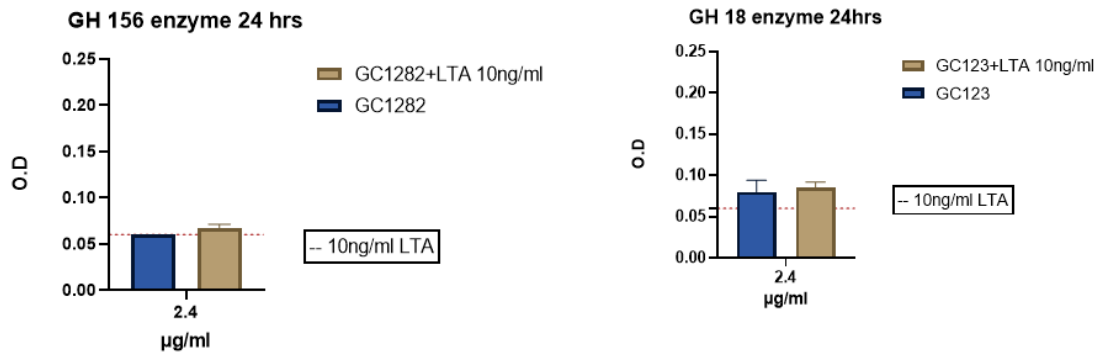 GH 156 enzyme 24 hrs
0.25
0.20
0.15
0.10
0.05
0.00
O.D
2.4
µg/ml
GC1282+LTA 10ng/ml
GC1282
-- 10ng/ml LTA
GH 18 enzyme 24hrs
0.25
0.20
0.15
0.10
0.05
0.00
O.D
2.4
µg/ml
GC123+LTA 10ng/ml
GC123
-- 10ng/ml LTA